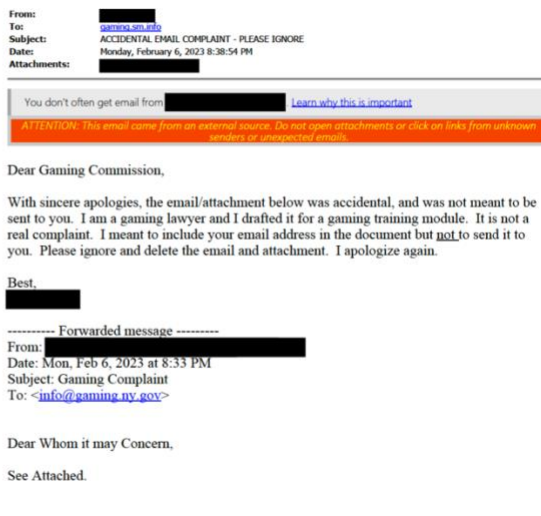 From:
To: gaming.sm.info
Subject: ACCIDENTAL EMAIL COMPLAINT - PLEASE IGNORE
Date: Monday, February 6, 2023 8:38:54 PM
Attachments:
You don't often get email from Learn why this is important
ATTENTION: This email came from an external source. Do not open attachments or click on links from unknown
senders or unexpected emails.
Dear Gaming Commission,
With sincere apologies, the email/attachment below was accidental, and was not meant to be
sent to you. I am a gaming lawyer and I drafted it for a gaming training module. It is not a
real complaint. I meant to include your email address in the document but not to send it to
you. Please ignore and delete the email and attachment. I apologize again.
Best,
---------- Forwarded message ---------
From:
Date: Mon, Feb 6, 2023 at 8:33 PM
Subject: Gaming Complaint
To: <info@gaming.ny.gov>
Dear Whom it may Concern,
See Attached.